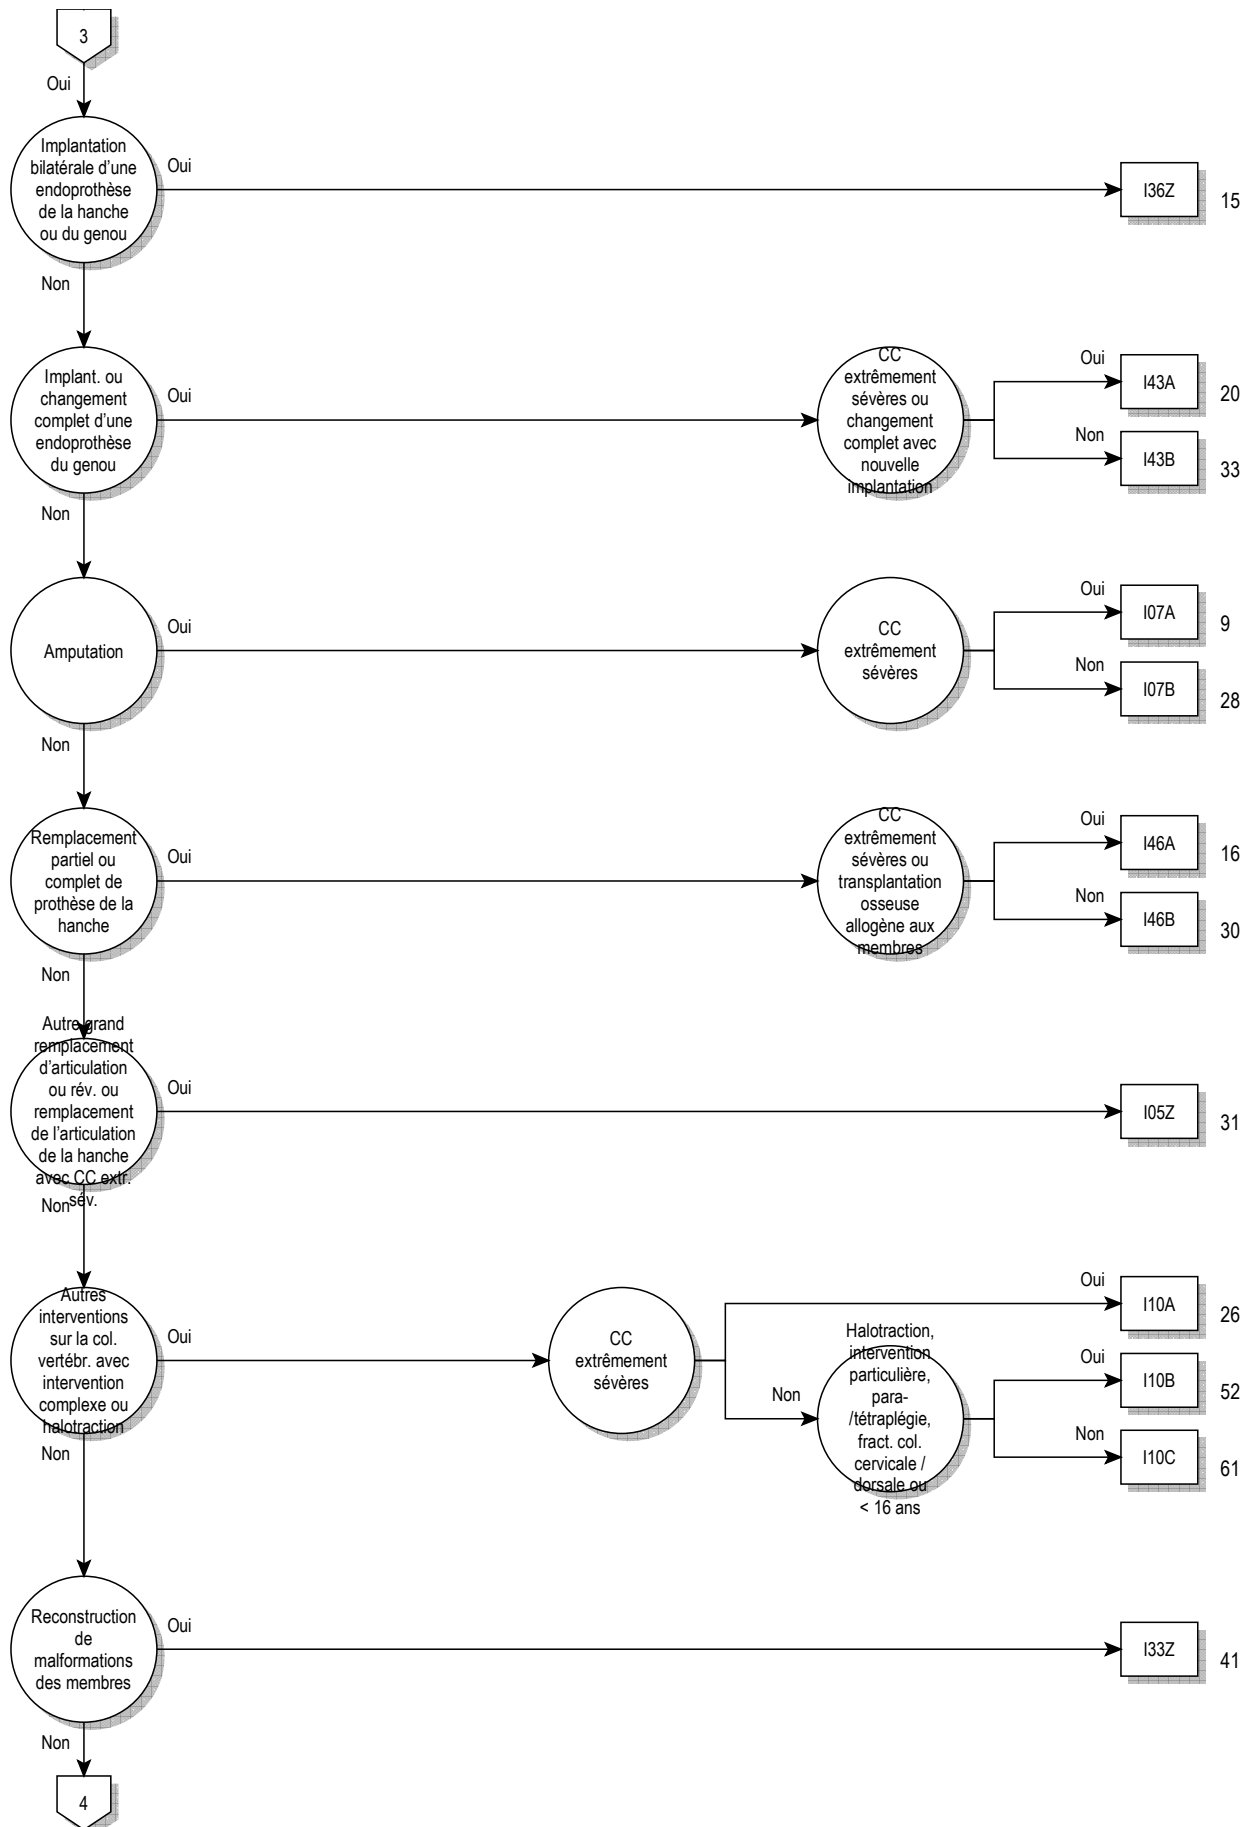 3
Oui
Implantation
bilatérale d'une
endoprothèse
de la hanche
ou du genou
Oui
I36Z
15
Non
Implant. ou
changement
complet d'une
endoprothèse
du genou
Oui
CC
extrêmement
sévères ou
changement
complet avec
nouvelle
implantation
Oui
I43A
20
Non
I43B
33
Non
Amputation
Oui
CC
extrêmement
sévères
Oui
I07A
9
Non
I07B
28
Non
Remplacement
partiel ou
complet de
prothèse de la
hanche
Oui
CC
extrêmement
sévères ou
transplantation
osseuse
allogène aux
membres
Oui
I46A
16
Non
I46B
30
Non
Autre grand
remplacement
d'articulation
ou rév. ou
remplacement
de l'articulation
de la hanche
avec CC extr.
sév.
Oui
I05Z
31
Non
Autres
interventions
sur la col.
vertébr. avec
intervention
complexe ou
halotraction
Oui
CC
extrêmement
sévères
Oui
I10A
26
Non
Halotraction,
intervention
particulière,
para-
/tétraplégie,
fract. col.
cervicale /
dorsale ou
< 16 ans
Oui
I10B
52
Non
I10C
61
Non
Reconstruction
de
malformations
des membres
Oui
I33Z
41
Non
4